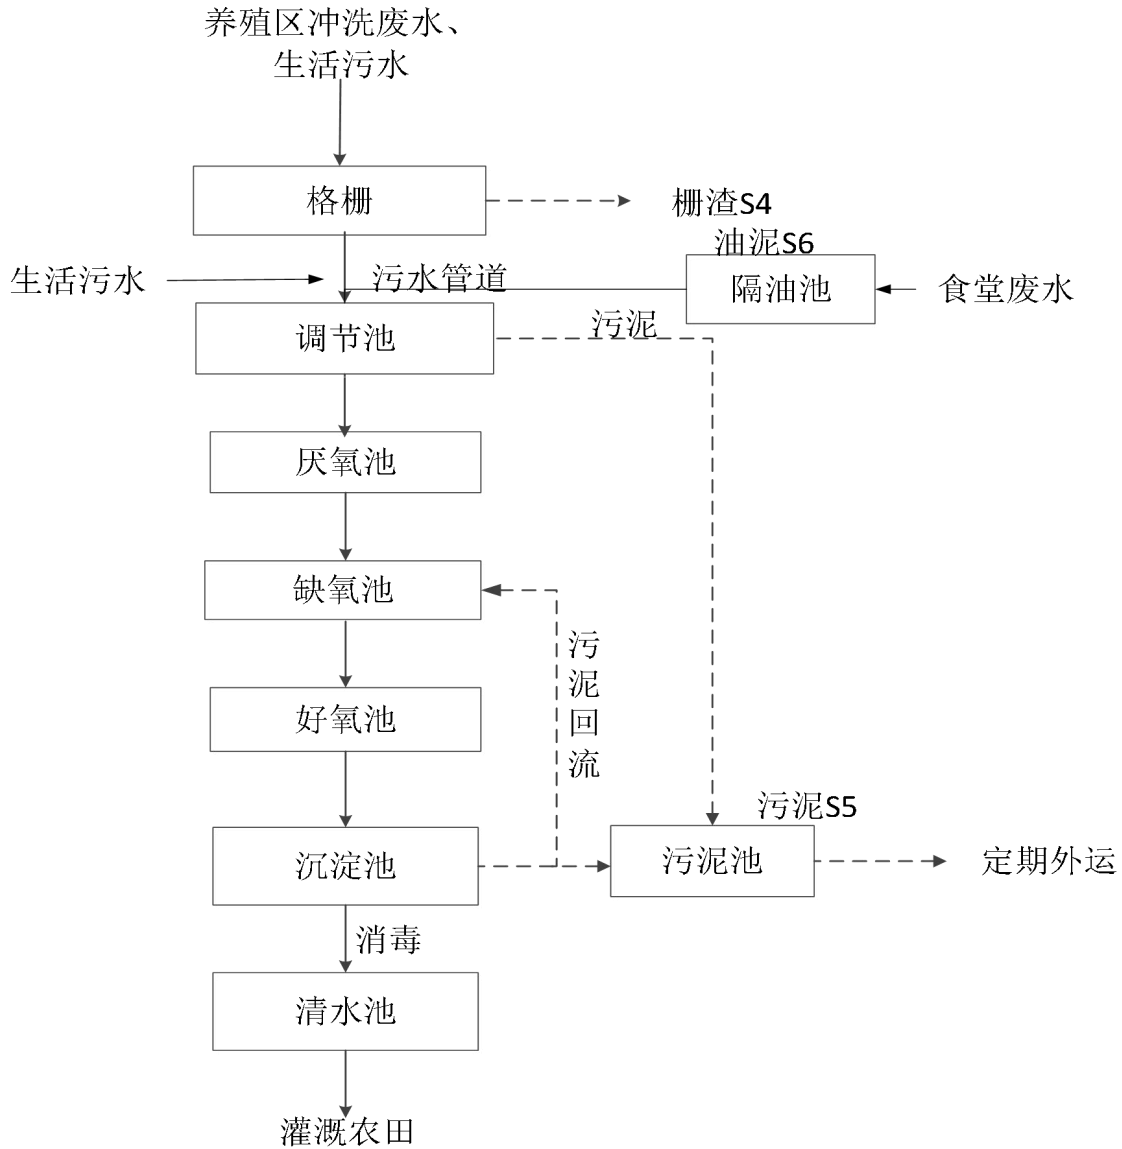 养殖区冲洗废水、
生活污水
格栅
栅渣S4
油泥S6
生活污水
污水管道
隔油池
食堂废水
调节池
污泥
厌氧池
缺氧池
污泥回流
好氧池
污泥S5
沉淀池
污泥池
定期外运
消毒
清水池
灌溉农田